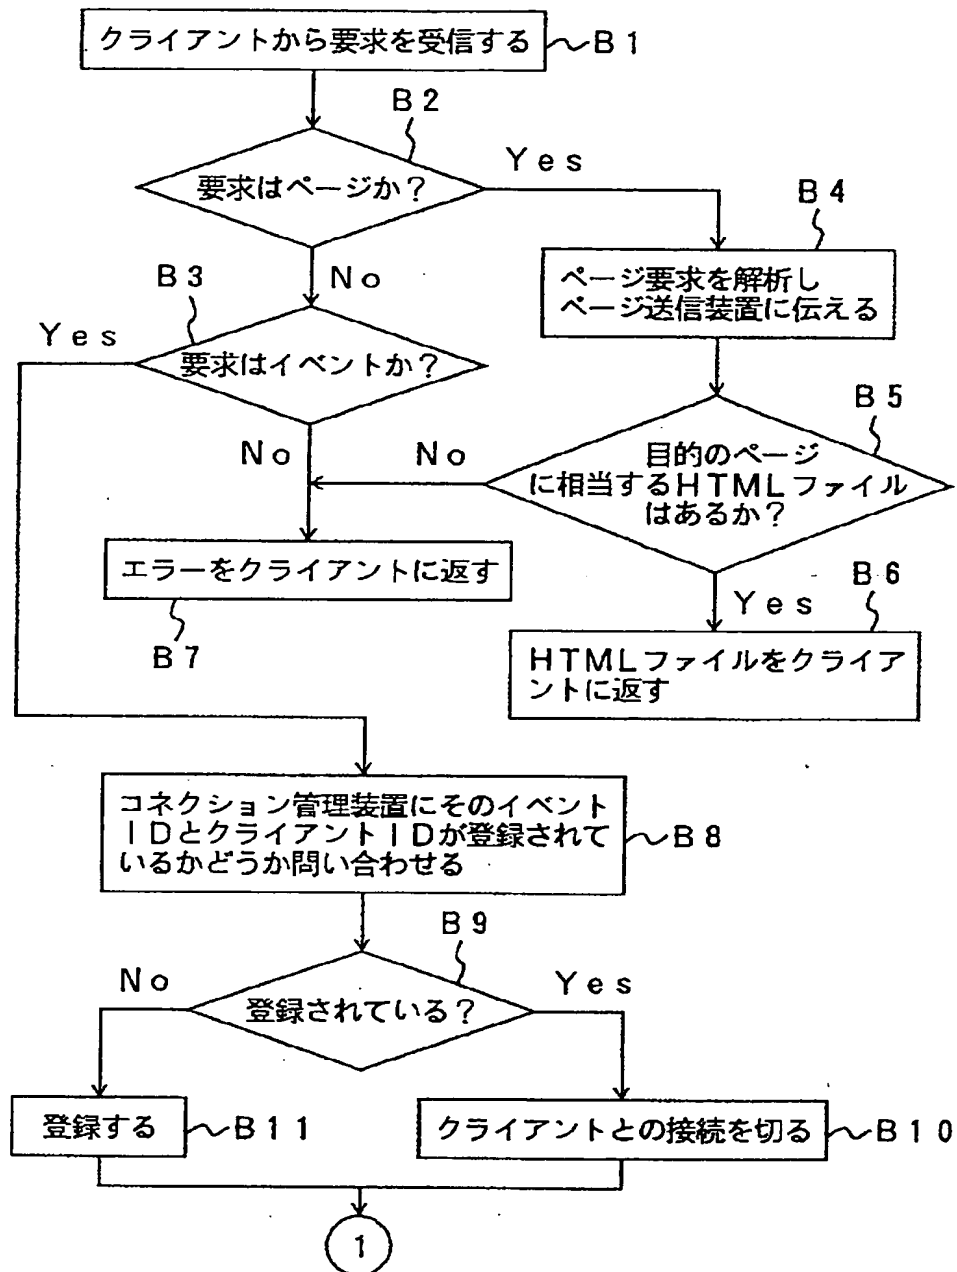 クライアントから要求を受信する
B1
B2
要求はページか?
Yes
No
B4
ページ要求を解析し
ページ送信装置に伝える
B3
Yes
要求はイベントか?
No
No
B5
目的のページ
に相当するHTMLファイル
はあるか?
エラーをクライアントに返す
B7
B6
Yes
HTMLファイルをクライア
ントに返す
コネクション管理装置にそのイベント
IDとクライアントIDが登録されて
いるかどうか問い合わせる
B8
B9
No
登録されている?
Yes
登録する
B11
クライアントとの接続を切る
B10
1